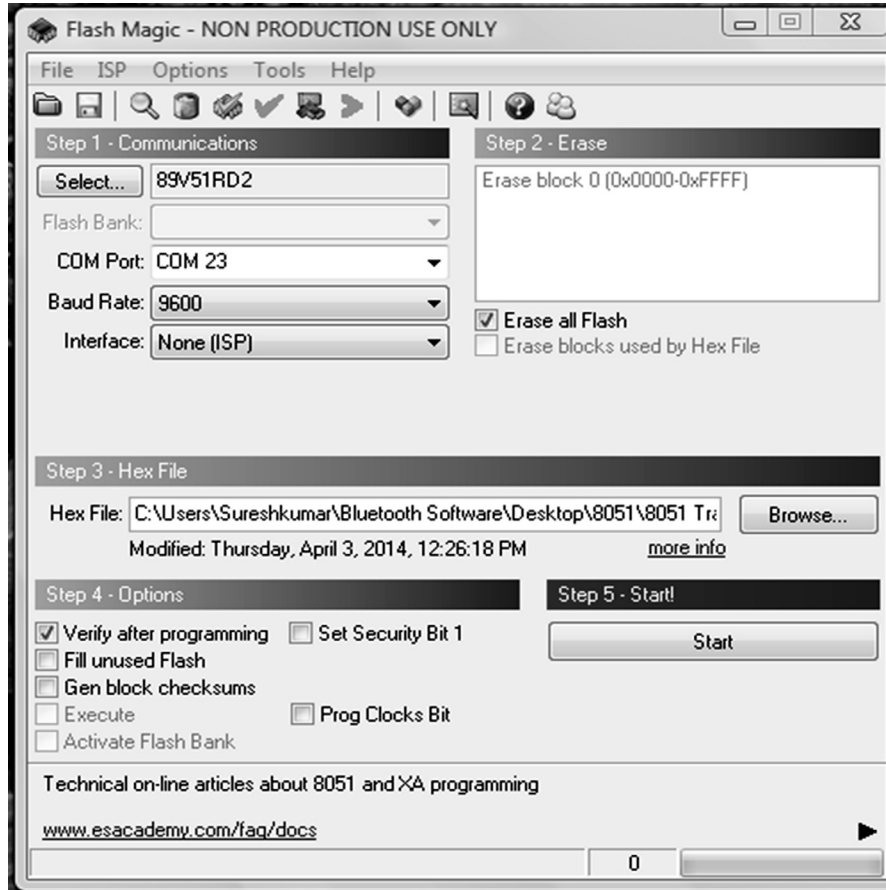 Flash Magic - NON PRODUCTION USE ONLY
File ISP Options Tools Help
Step 1 - Communications
Select... 89V51RD2
Flash Bank:
COM Port: COM 23
Baud Rate: 9600
Interface: None (ISP)
Step 2 - Erase
Erase block 0 (0x0000-0xFFFF)
Erase all Flash
Erase blocks used by Hex File
Step 3 - Hex File
Hex File: C:\Users\Sureshkumar\Bluetooth Software\Desktop\8051\8051 Tra Browse...
Modified: Thursday, April 3, 2014, 12:26:18 PM more info
Step 4 - Options
Verify after programming Set Security Bit 1
Fill unused Flash
Gen block checksums
Execute Prog Clocks Bit
Activate Flash Bank
Step 5 - Start!
Start
Technical on-line articles about 8051 and XA programming
www.esacademy.com/faq/docs
0